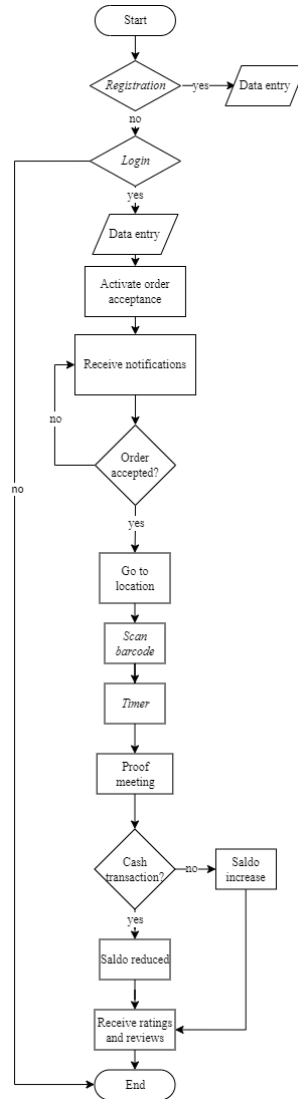 Start
Registration
yes
Data entry
no
Login
yes
Data entry
Activate order
acceptance
Receive notifications
no
Order
accepted?
no
yes
Go to
location
Scan
barcode
Timer
Proof
meeting
Cash
transaction?
no
Saldo
increase
yes
Saldo reduced
Receive ratings
and reviews
End